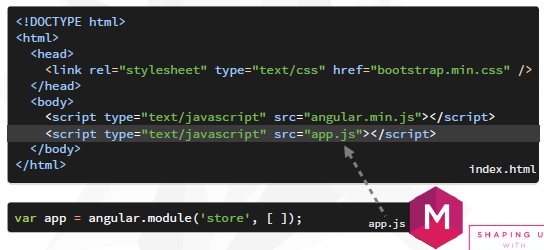 <!DOCTYPE html>
<html>
  <head>
    <link rel="stylesheet" type="text/css" href="bootstrap.min.css" />
  </head>
  <body>
    <script type="text/javascript" src="angular.min.js"></script>
    <script type="text/javascript" src="app.js"></script>
  </body>
</html>
index.html
var app = angular.module('store', [ ]);
app.js
M
SHAPING U
WITH